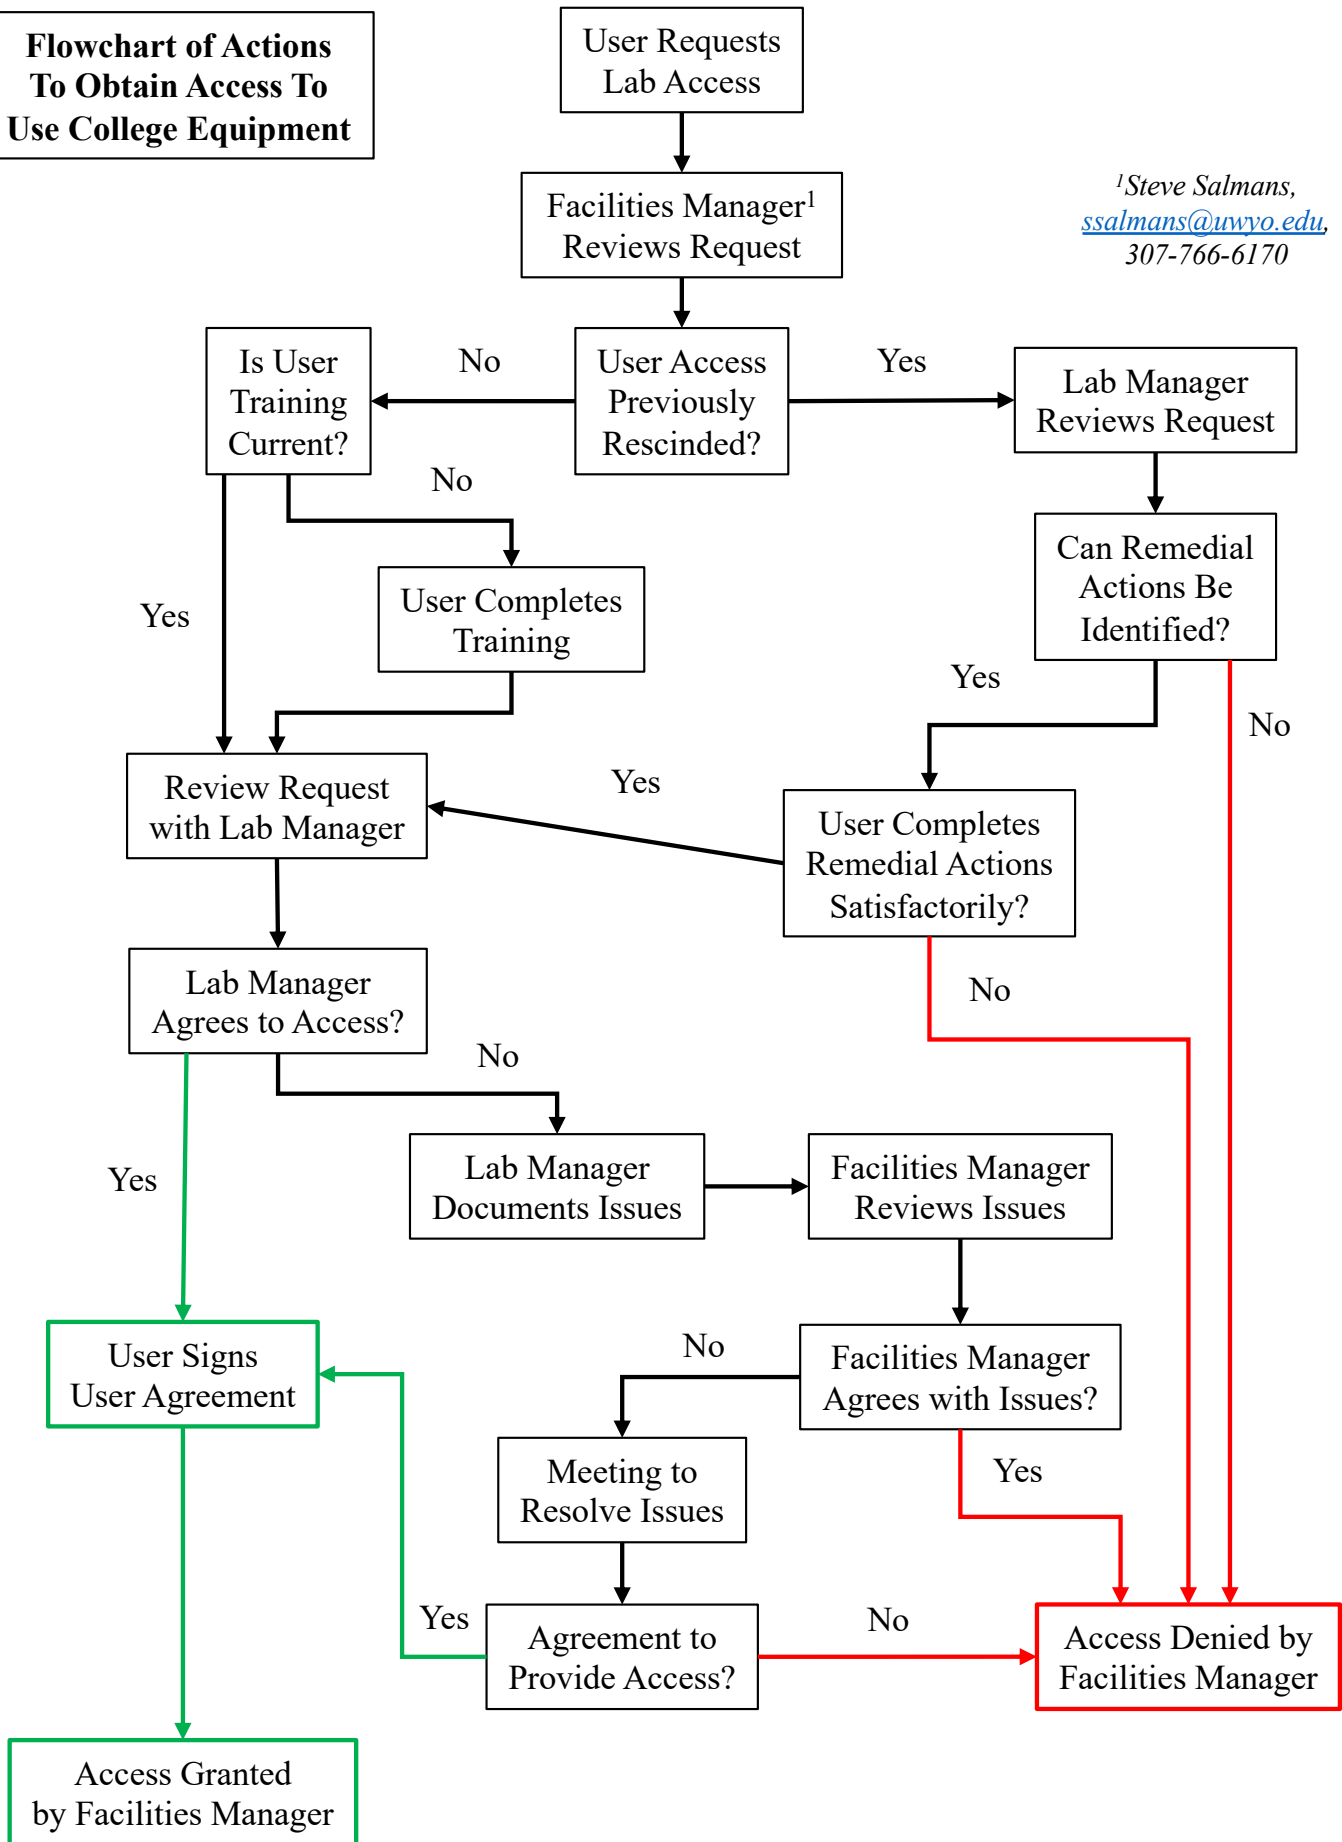 Flowchart of Actions
To Obtain Access To
Use College Equipment
User Requests
Lab Access
Facilities Manager¹
Reviews Request
¹Steve Salmans,
ssalmans@uwyo.edu,
307-766-6170
Is User
Training
Current?
No
User Access
Previously
Rescinded?
Yes
Lab Manager
Reviews Request
No
Can Remedial
Actions Be
Identified?
Yes
User Completes
Training
Yes
No
Review Request
with Lab Manager
Yes
User Completes
Remedial Actions
Satisfactorily?
Lab Manager
Agrees to Access?
No
No
Yes
Lab Manager
Documents Issues
Facilities Manager
Reviews Issues
User Signs
User Agreement
No
Facilities Manager
Agrees with Issues?
Meeting to
Resolve Issues
Yes
Yes
Agreement to
Provide Access?
No
Access Denied by
Facilities Manager
Access Granted
by Facilities Manager